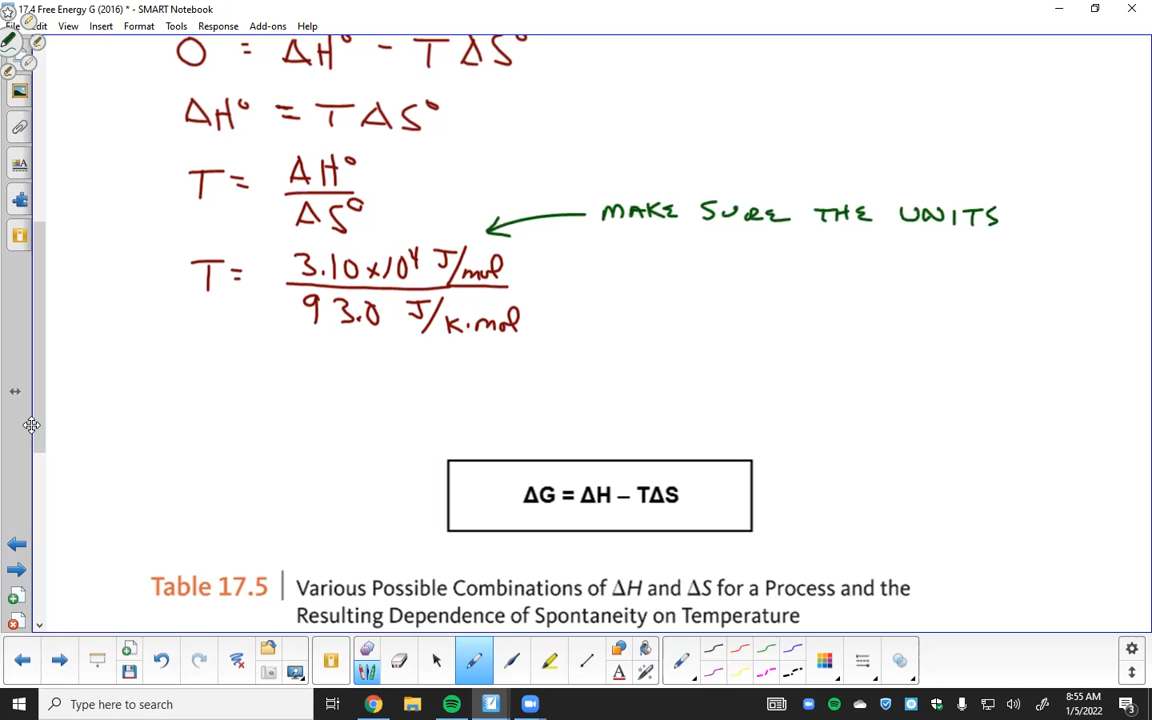 17.4 Free Energy G (2016) * - SMART Notebook
File Edit View Insert Format Tools Response Add-ons Help
O = ΔH° - TΔS°
ΔH° = TΔS°
T = ΔH°
ΔS°
MAKE SURE THE UNITS
T = 3.10x10⁴ J/mol
93.0 J/K·mol
ΔG = ΔH – TΔS
Table 17.5 | Various Possible Combinations of ΔH and ΔS for a Process and the
Resulting Dependence of Spontaneity on Temperature
Type here to search
8:55 AM
1/5/2022
3